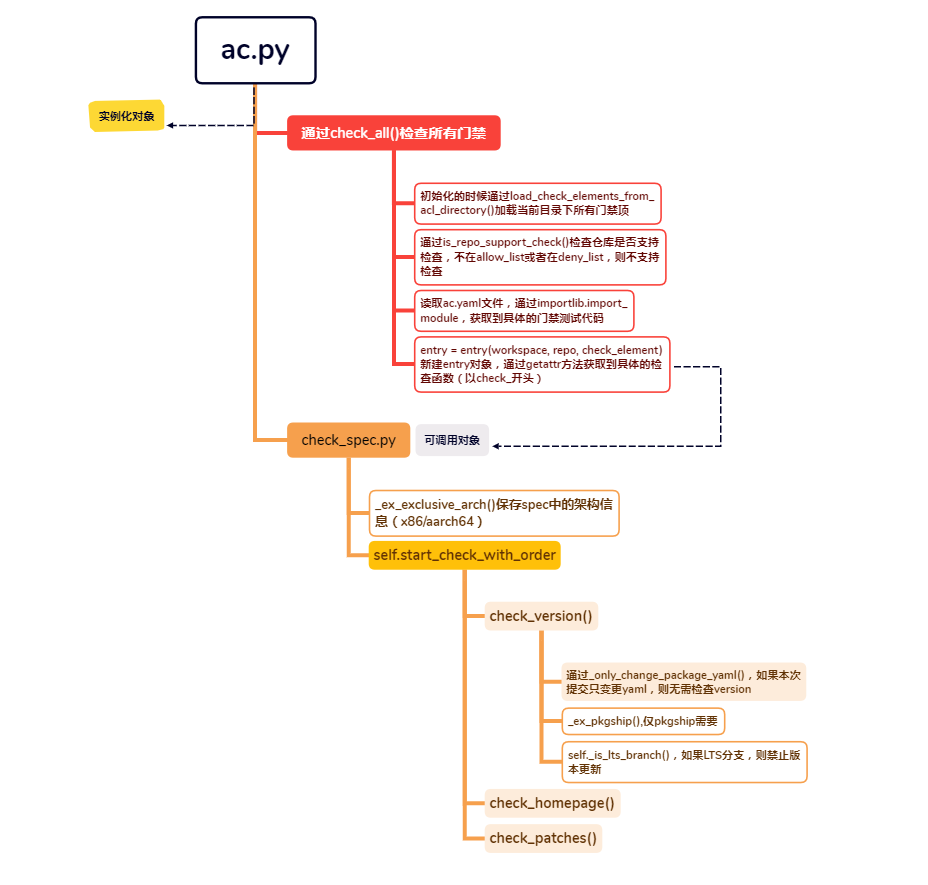 ac.py
实例化对象
通过check_all()检查所有门禁
初始化的时候通过load_check_elements_from_
acl_directory()加载当前目录下所有门禁顶
通过is_repo_support_check()检查仓库是否支持
检查，不在allow_list或者在deny_list，则不支持
检查
读取ac.yaml文件，通过importlib.import_
module，获取到具体的门禁测试代码
entry = entry(workspace, repo, check_element)
新建entry对象，通过getattr方法获取到具体的检
查函数（以check_开头）
check_spec.py
可调用对象
_ex_exclusive_arch()保存spec中的架构信
息（x86/aarch64）
self.start_check_with_order
check_version()
通过_only_change_package_yaml()，如果本次
提交只变更yaml，则无需检查version
_ex_pkgship(),仅pkgship需要
self._is_lts_branch()，如果LTS分支，则禁止版
本更新
check_homepage()
check_patches()